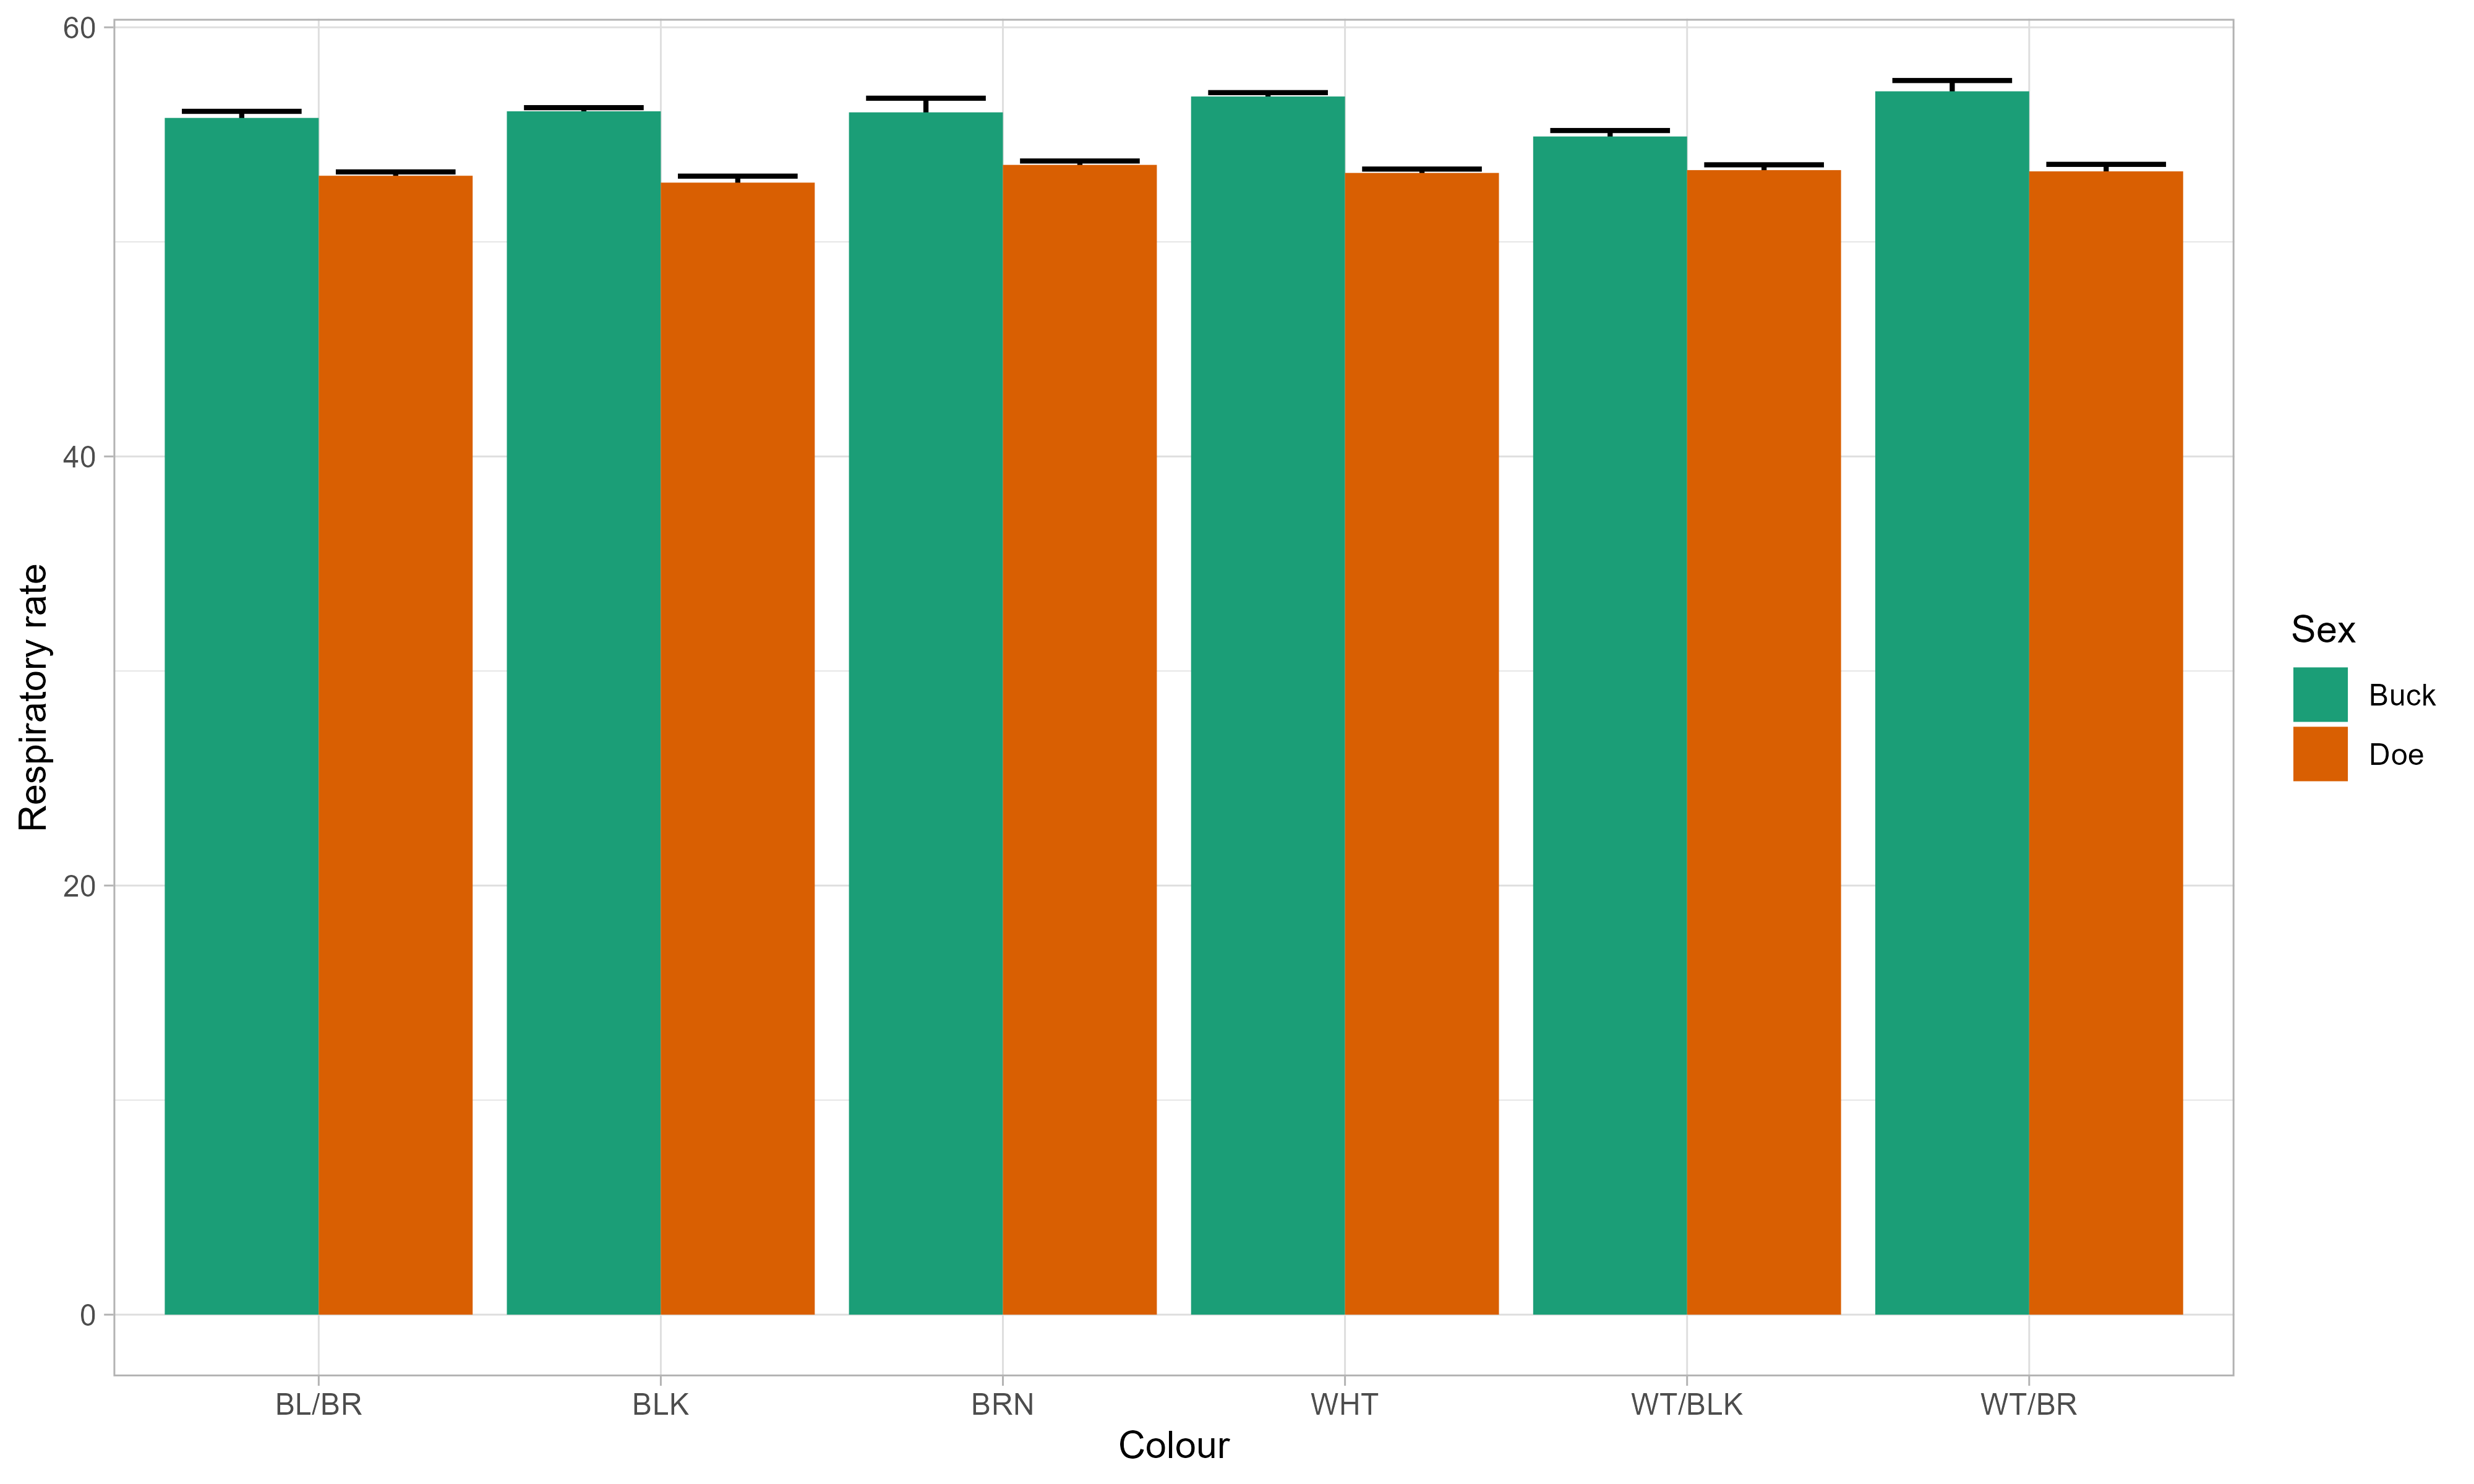 60
40
20
0
Respiratory rate
BL/BR
BLK
BRN
WHT
WT/BLK
WT/BR
Colour
Sex
Buck
Doe